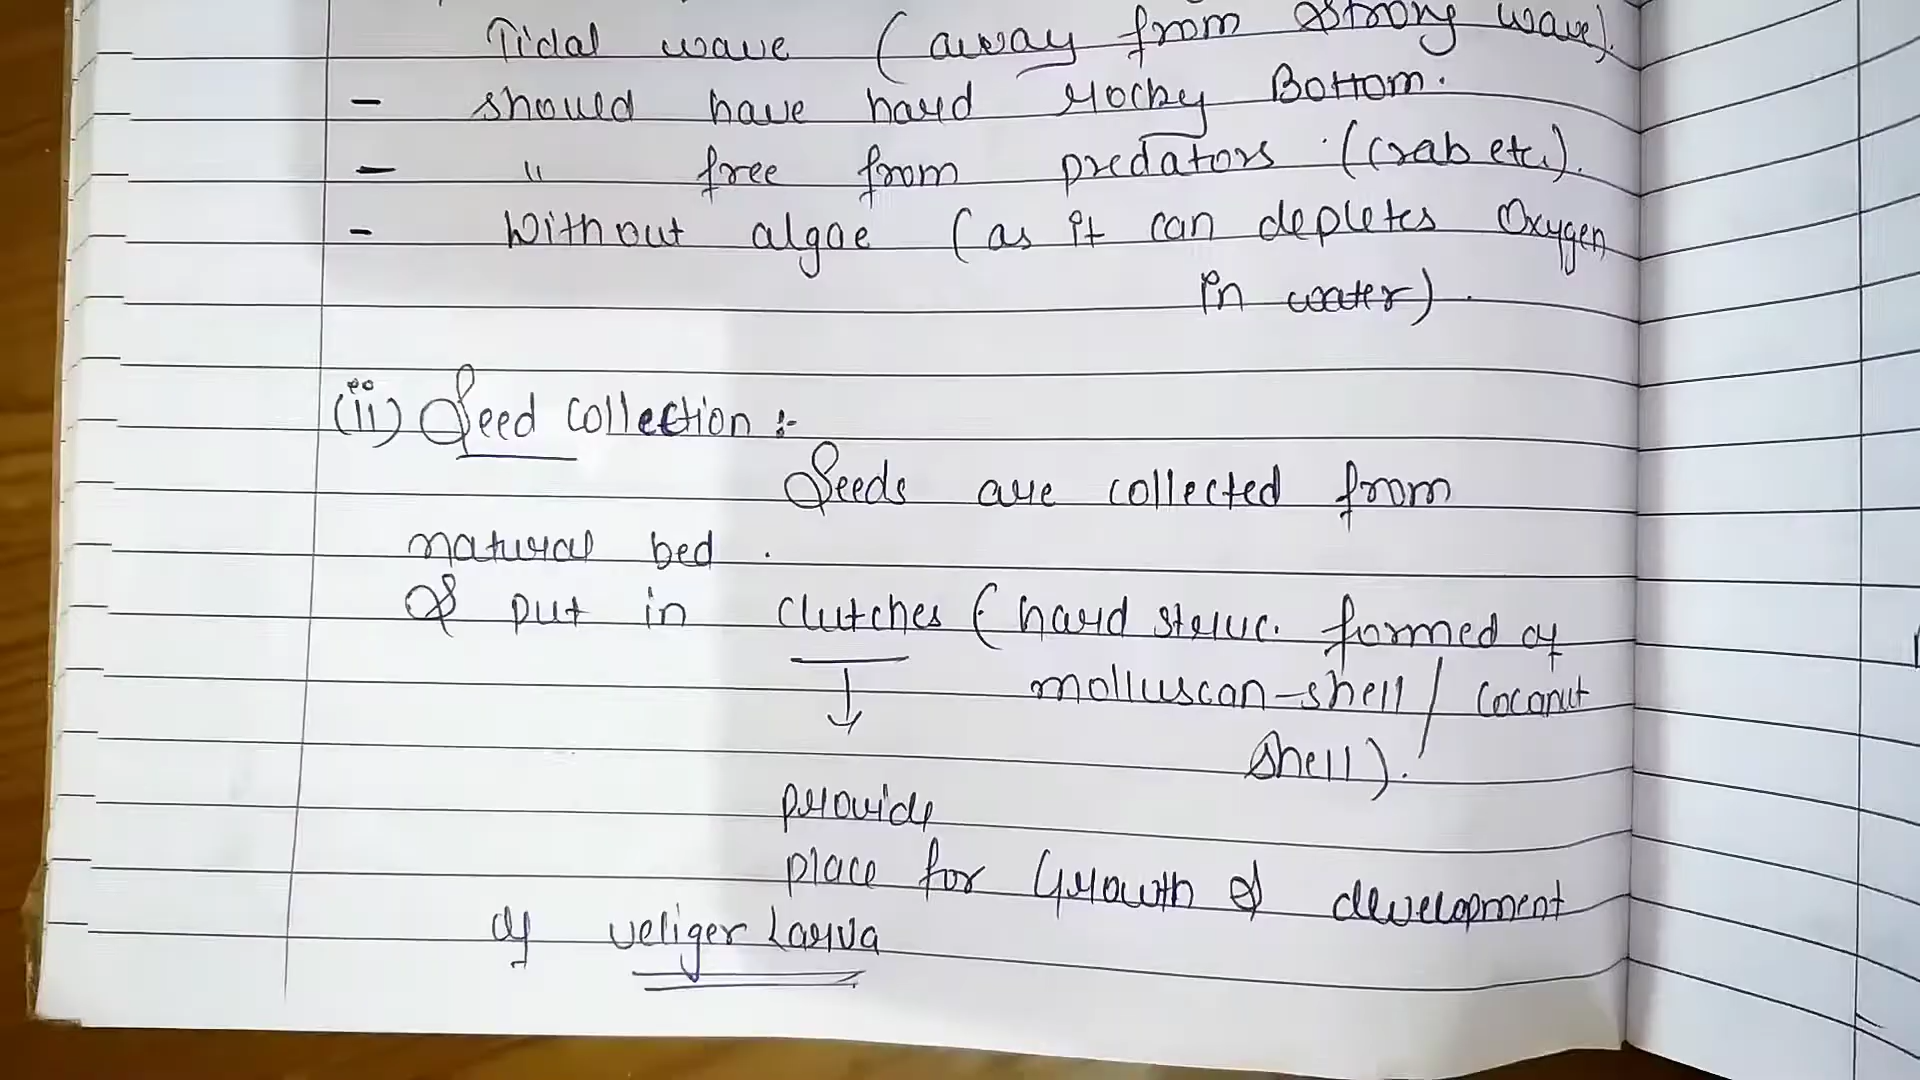 Tidal wave (away from strong wave).
- should have hard rocky Bottom.
- " free from predators. (crab etc.).
- Without algae (as it can depletes Oxygen
in water).
(ii) Seed collection :-
Seeds are collected from
natural bed.
& put in clutches (hard struc. formed of
molluscan-shell / coconut
shell).
↓
provide
place for Growth & development
of veliger Larva